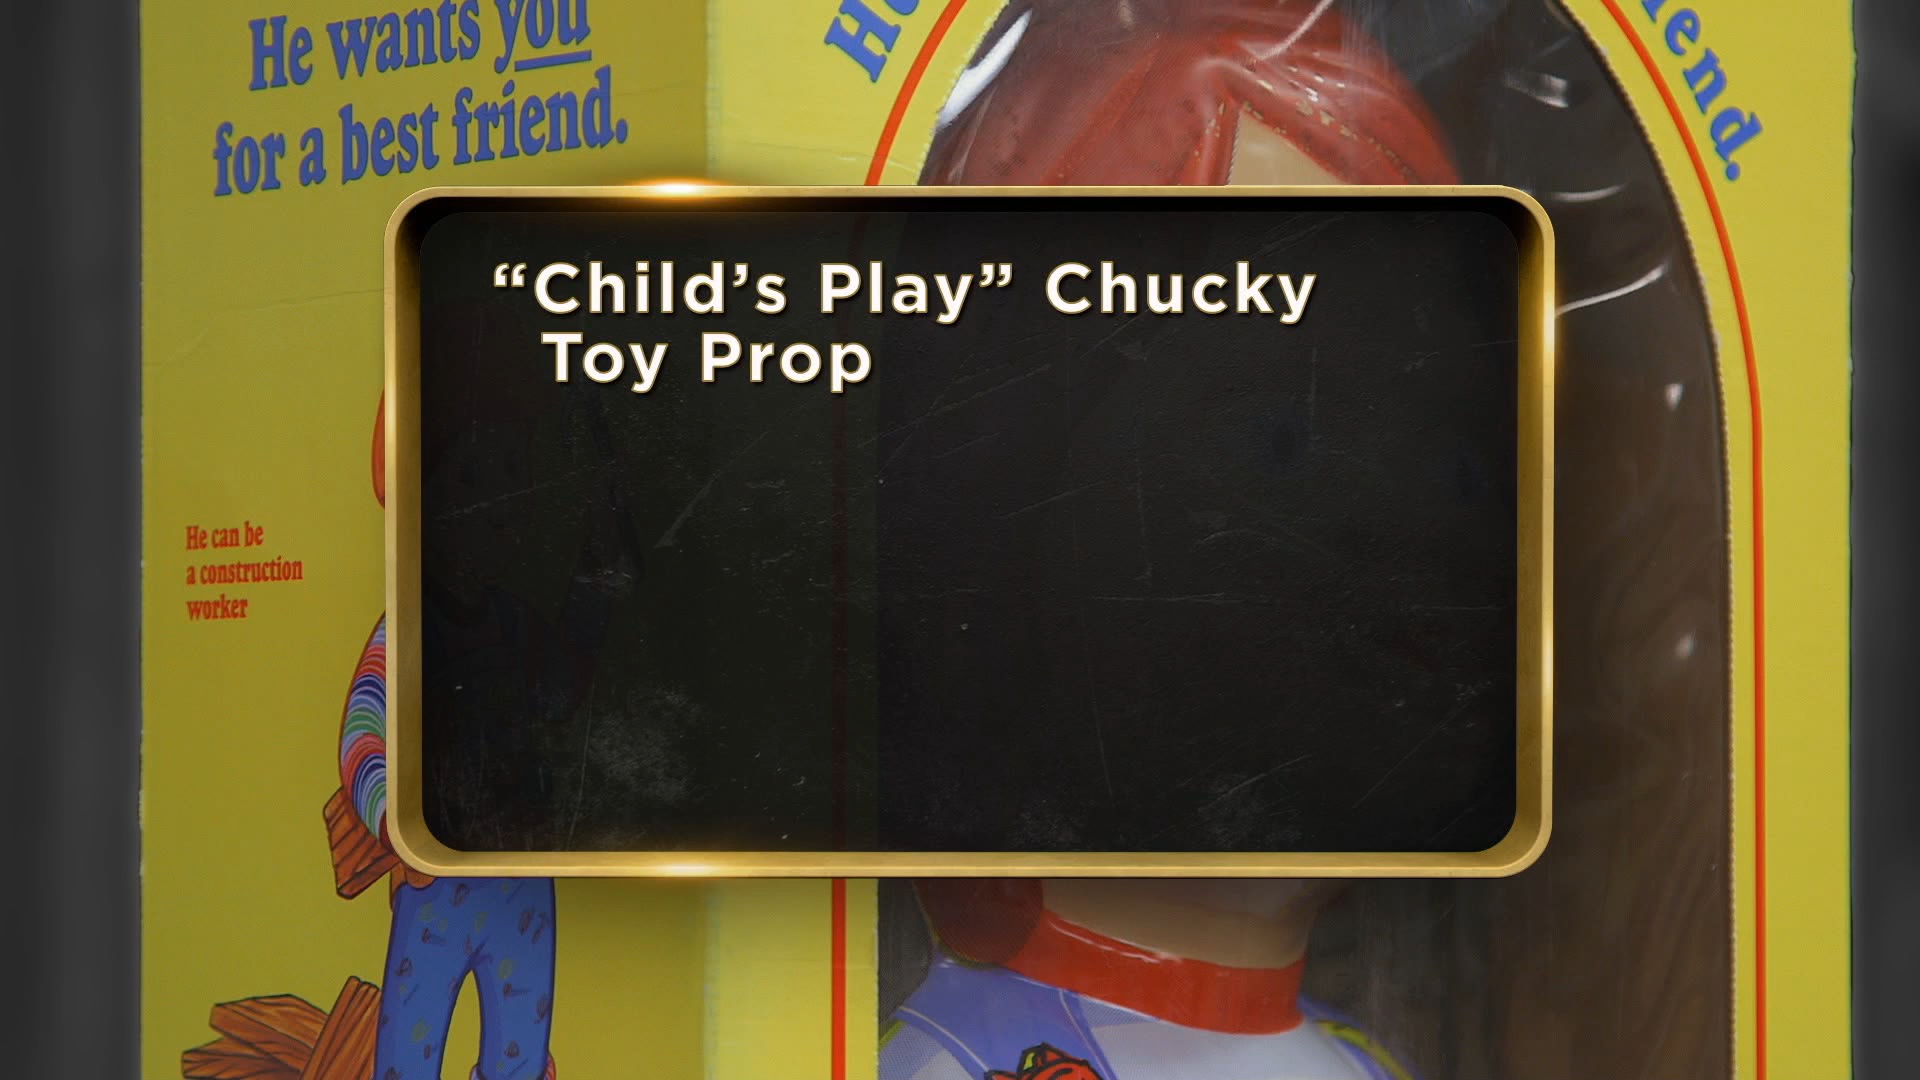 He wants you
for a best friend.
“Child’s Play” Chucky
Toy Prop
He can be
a construction
worker